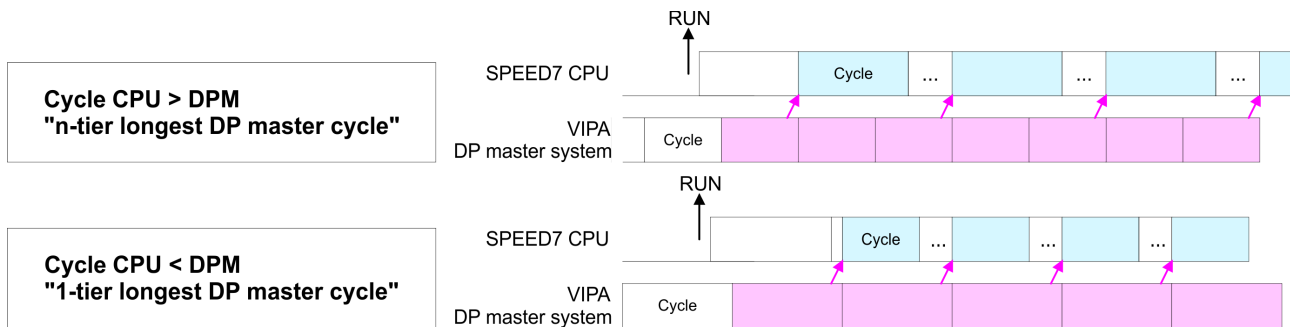 RUN
SPEED7 CPU
Cycle
...
...
...
Cycle CPU > DPM
"n-tier longest DP master cycle"
VIPA
DP master system
Cycle
RUN
SPEED7 CPU
Cycle
...
...
...
Cycle CPU < DPM
"1-tier longest DP master cycle"
VIPA
DP master system
Cycle